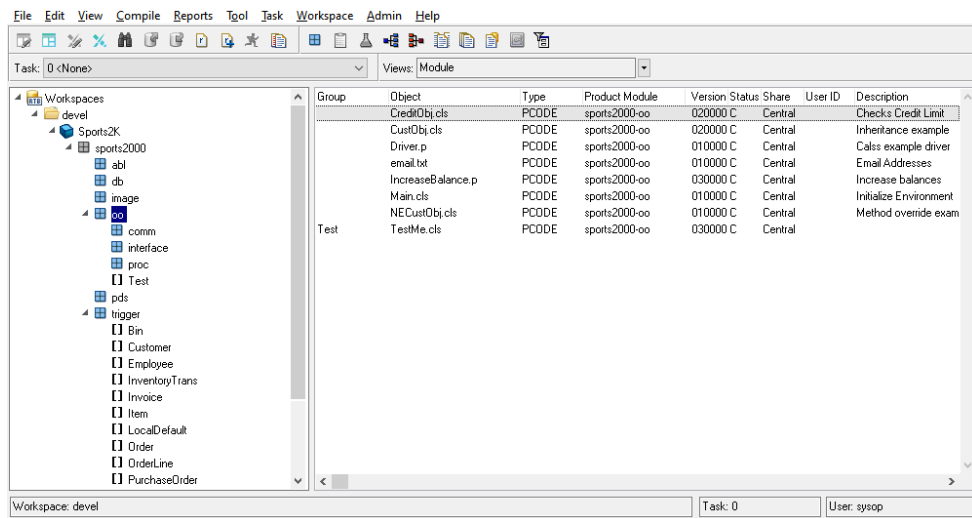 File Edit View Compile Reports Tool Task Workspace Admin Help
Task: 0 <None> Views: Module
Workspaces
devel
Sports2K
sports2000
abl
db
image
oo
comm
interface
proc
[] Test
pds
trigger
[] Bin
[] Customer
[] Employee
[] InventoryTrans
[] Invoice
[] Item
[] LocalDefault
[] Order
[] OrderLine
[] PurchaseOrder
Group Object Type Product Module Version Status Share User ID Description
CreditObj.cls PCODE sports2000-oo 020000 C Central Checks Credit Limit
CustObj.cls PCODE sports2000-oo 020000 C Central Inheritance example
Driver.p PCODE sports2000-oo 010000 C Central Calss example driver
email.txt PCODE sports2000-oo 010000 C Central Email Addresses
IncreaseBalance.p PCODE sports2000-oo 030000 C Central Increase balances
Main.cls PCODE sports2000-oo 010000 C Central Initialize Environment
NECustObj.cls PCODE sports2000-oo 010000 C Central Method override exam
Test TestMe.cls PCODE sports2000-oo 030000 C Central
Workspace: devel Task: 0 User: sysop